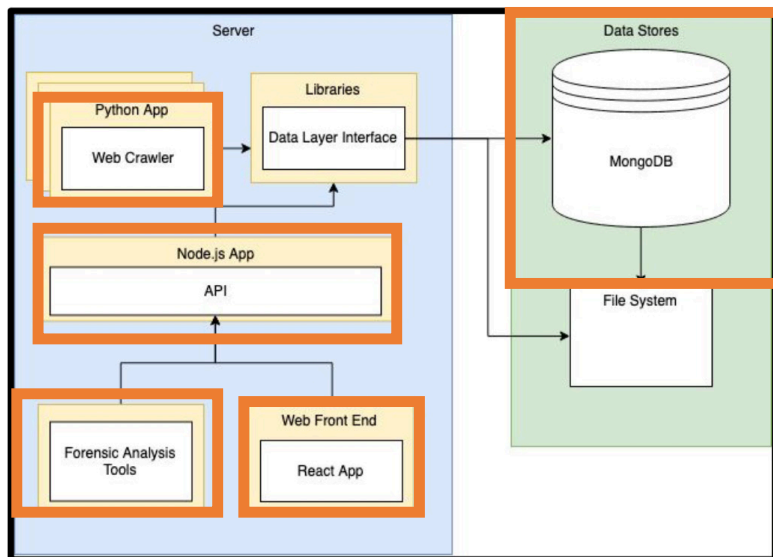 Server
Data Stores
Python App
Web Crawler
Libraries
Data Layer Interface
MongoDB
Node.js App
API
File System
Forensic Analysis
Tools
Web Front End
React App